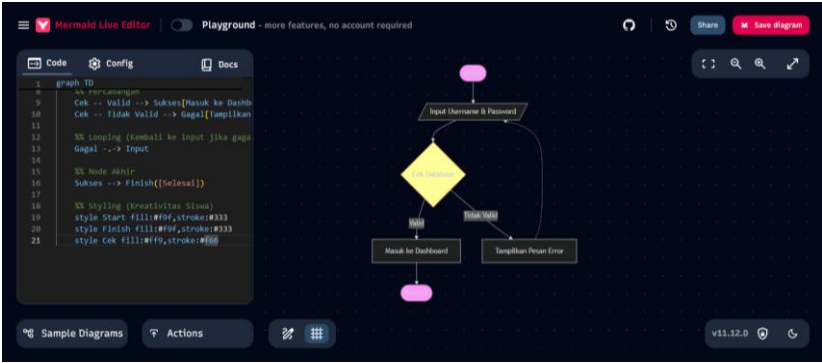 Mermaid Live Editor
Playground - more features, no account required
Share
Save diagram
Code
Config
Docs
1 graph TD
8 %% Percabangan
9 Cek -- Valid --> Sukses[Masuk ke Dashb
10 Cek -- Tidak Valid --> Gagal[Tampilkan
11
12 %% Looping (Kembali ke input jika gaga
13 Gagal -.-> Input
14
15 %% Node Akhir
16 Sukses --> Finish([Selesai])
17
18 %% Styling (Kreativitas Siswa)
19 style Start fill:#f9f,stroke:#333
20 style Finish fill:#f9f,stroke:#333
21 style Cek fill:#ff9,stroke:#f66
Input Username & Password
Cek Database
Valid
Tidak Valid
Masuk ke Dashboard
Tampilkan Pesan Error
Sample Diagrams
Actions
v11.12.0